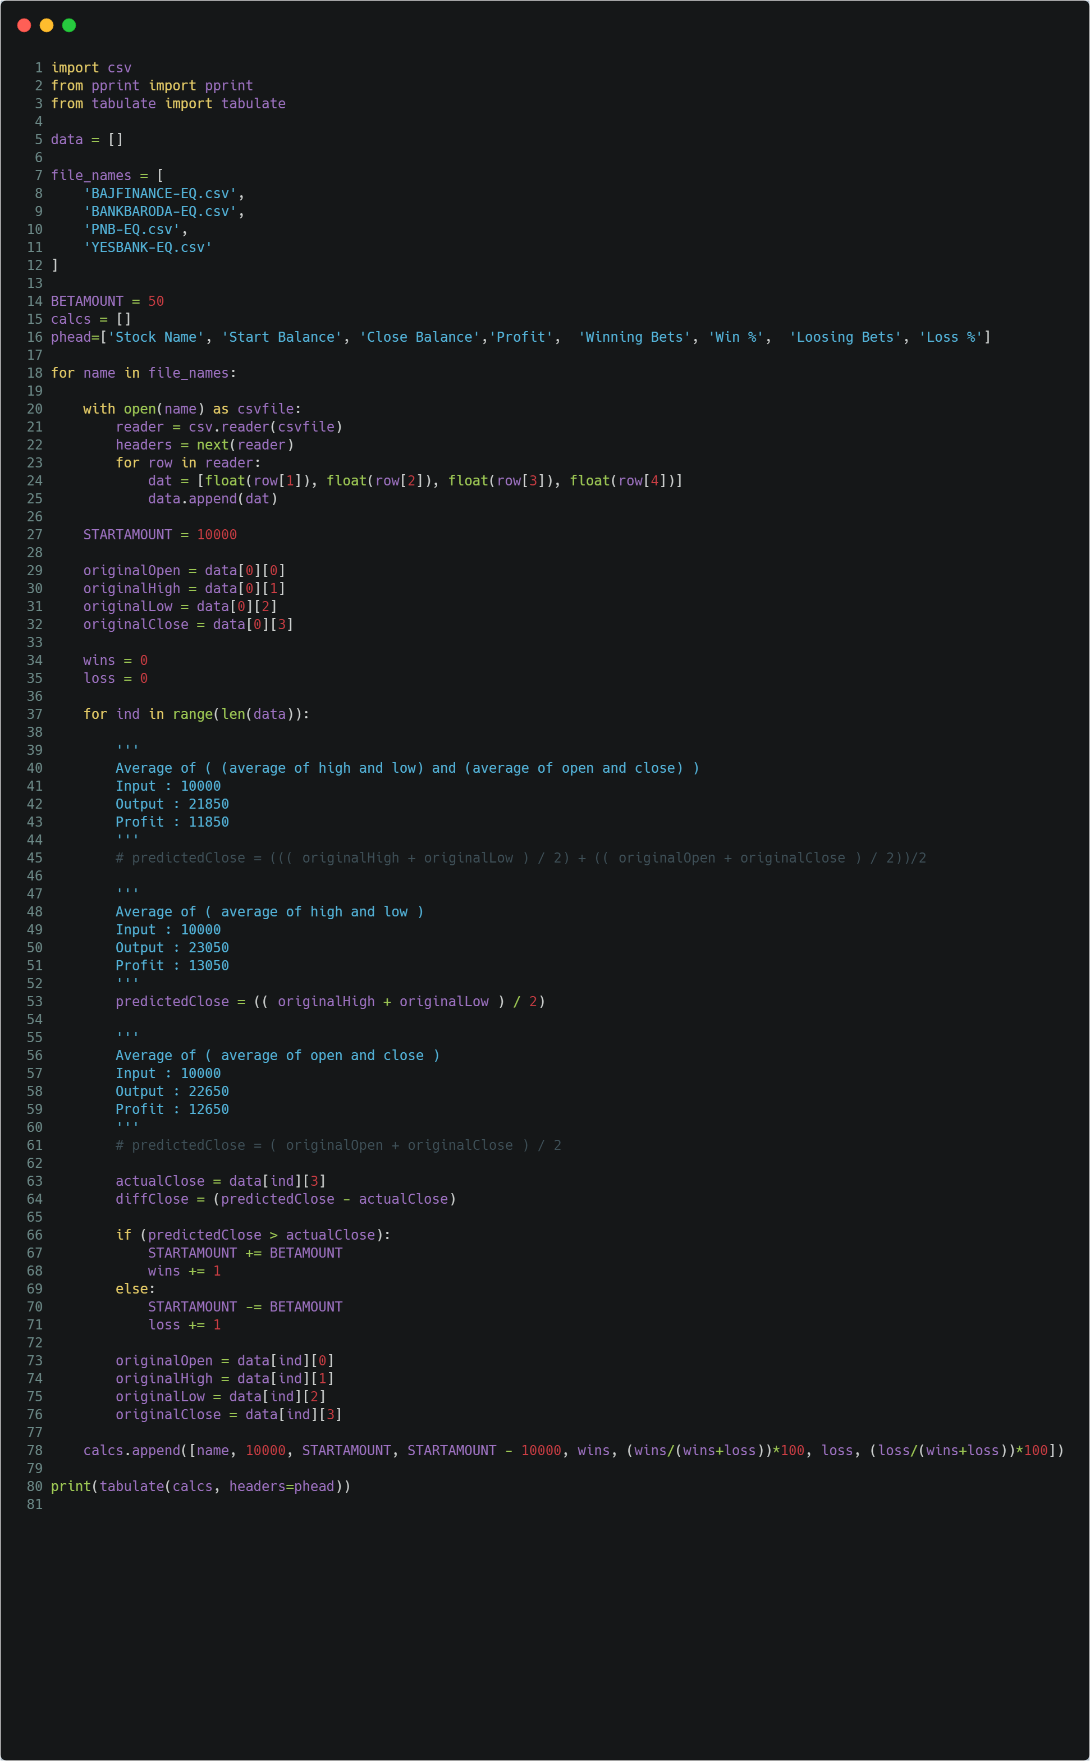 1 import csv
2 from pprint import pprint
3 from tabulate import tabulate
4
5 data = []
6
7 file_names = [
8     'BAJFINANCE-EQ.csv',
9     'BANKBARODA-EQ.csv',
10     'PNB-EQ.csv',
11     'YESBANK-EQ.csv'
12 ]
13
14 BETAMOUNT = 50
15 calcs = []
16 phead=['Stock Name', 'Start Balance', 'Close Balance','Profit',  'Winning Bets', 'Win %',  'Loosing Bets', 'Loss %']
17
18 for name in file_names:
19
20     with open(name) as csvfile:
21         reader = csv.reader(csvfile)
22         headers = next(reader)
23         for row in reader:
24             dat = [float(row[1]), float(row[2]), float(row[3]), float(row[4])]
25             data.append(dat)
26
27     STARTAMOUNT = 10000
28
29     originalOpen = data[0][0]
30     originalHigh = data[0][1]
31     originalLow = data[0][2]
32     originalClose = data[0][3]
33
34     wins = 0
35     loss = 0
36
37     for ind in range(len(data)):
38
39         '''
40         Average of ( (average of high and low) and (average of open and close) )
41         Input : 10000
42         Output : 21850
43         Profit : 11850
44         '''
45         # predictedClose = ((( originalHigh + originalLow ) / 2) + (( originalOpen + originalClose ) / 2))/2
46
47         '''
48         Average of ( average of high and low )
49         Input : 10000
50         Output : 23050
51         Profit : 13050
52         '''
53         predictedClose = (( originalHigh + originalLow ) / 2)
54
55         '''
56         Average of ( average of open and close )
57         Input : 10000
58         Output : 22650
59         Profit : 12650
60         '''
61         # predictedClose = ( originalOpen + originalClose ) / 2
62
63         actualClose = data[ind][3]
64         diffClose = (predictedClose - actualClose)
65
66         if (predictedClose > actualClose):
67             STARTAMOUNT += BETAMOUNT
68             wins += 1
69         else:
70             STARTAMOUNT -= BETAMOUNT
71             loss += 1
72
73         originalOpen = data[ind][0]
74         originalHigh = data[ind][1]
75         originalLow = data[ind][2]
76         originalClose = data[ind][3]
77
78     calcs.append([name, 10000, STARTAMOUNT, STARTAMOUNT - 10000, wins, (wins/(wins+loss))*100, loss, (loss/(wins+loss))*100])
79
80 print(tabulate(calcs, headers=phead))
81